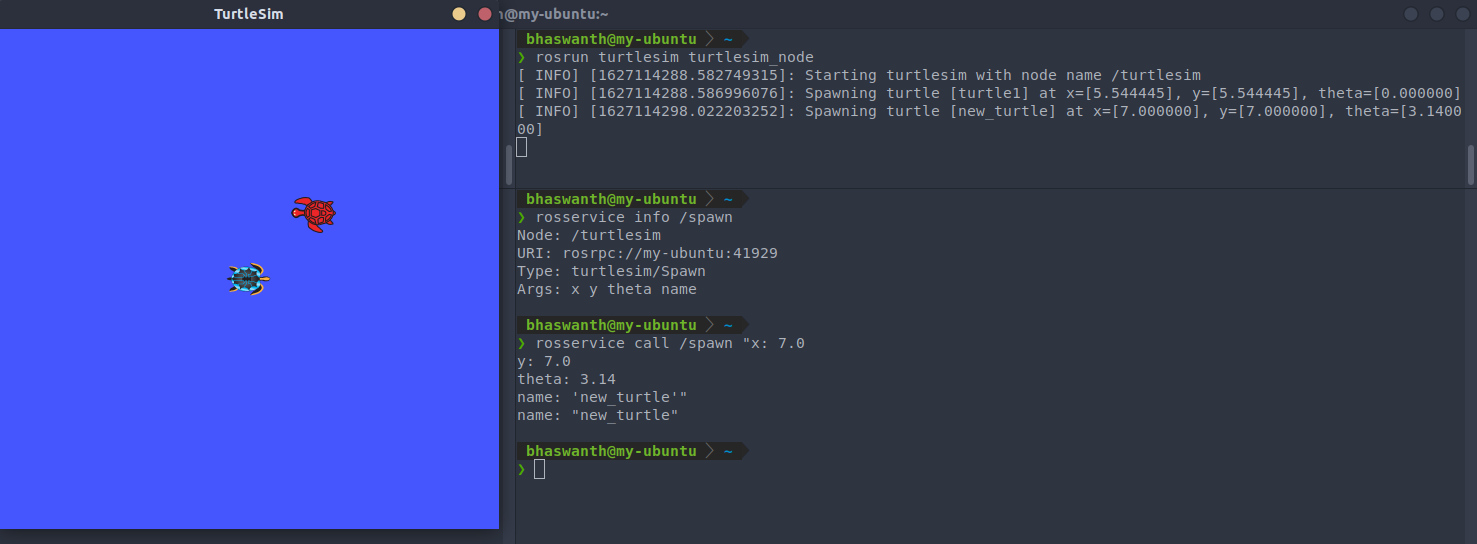 TurtleSim
n@my-ubuntu:~
bhaswanth@my-ubuntu ~
❯ rosrun turtlesim turtlesim_node
[ INFO] [1627114288.582749315]: Starting turtlesim with node name /turtlesim
[ INFO] [1627114288.586996076]: Spawning turtle [turtle1] at x=[5.544445], y=[5.544445], theta=[0.000000]
[ INFO] [1627114298.022203252]: Spawning turtle [new_turtle] at x=[7.000000], y=[7.000000], theta=[3.1400
00]
bhaswanth@my-ubuntu ~
❯ rosservice info /spawn
Node: /turtlesim
URI: rosrpc://my-ubuntu:41929
Type: turtlesim/Spawn
Args: x y theta name
bhaswanth@my-ubuntu ~
❯ rosservice call /spawn "x: 7.0
y: 7.0
theta: 3.14
name: 'new_turtle'"
name: "new_turtle"
bhaswanth@my-ubuntu ~
❯